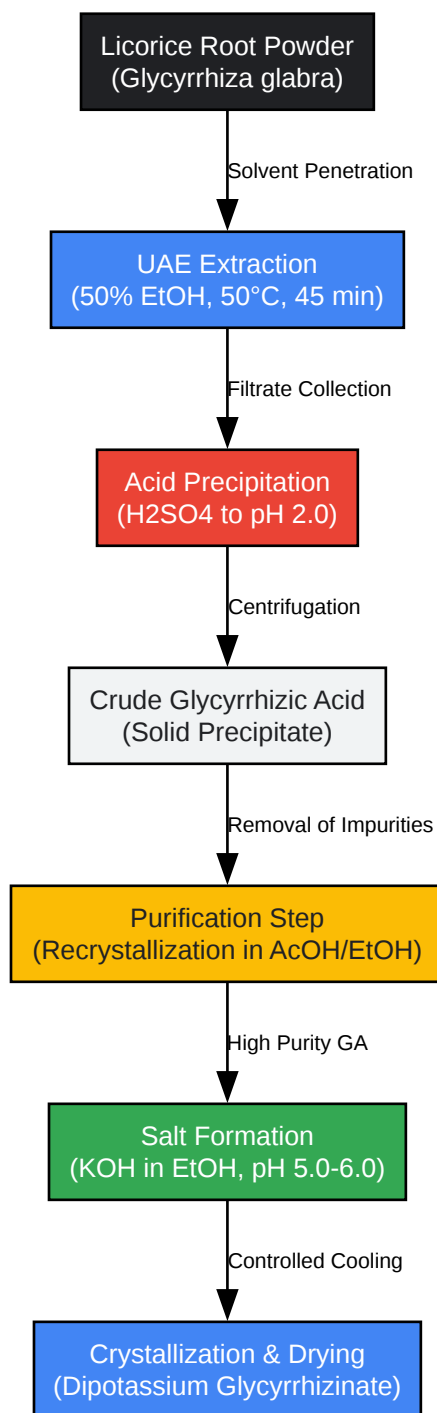 Licorice Root Powder
(Glycyrrhiza glabra)
Solvent Penetration
UAE Extraction
(50% EtOH, 50°C, 45 min)
Filtrate Collection
Acid Precipitation
(H2SO4 to pH 2.0)
Centrifugation
Crude Glycyrrhizic Acid
(Solid Precipitate)
Removal of Impurities
Purification Step
(Recrystallization in AcOH/EtOH)
High Purity GA
Salt Formation
(KOH in EtOH, pH 5.0-6.0)
Controlled Cooling
Crystallization & Drying
(Dipotassium Glycyrrhizinate)